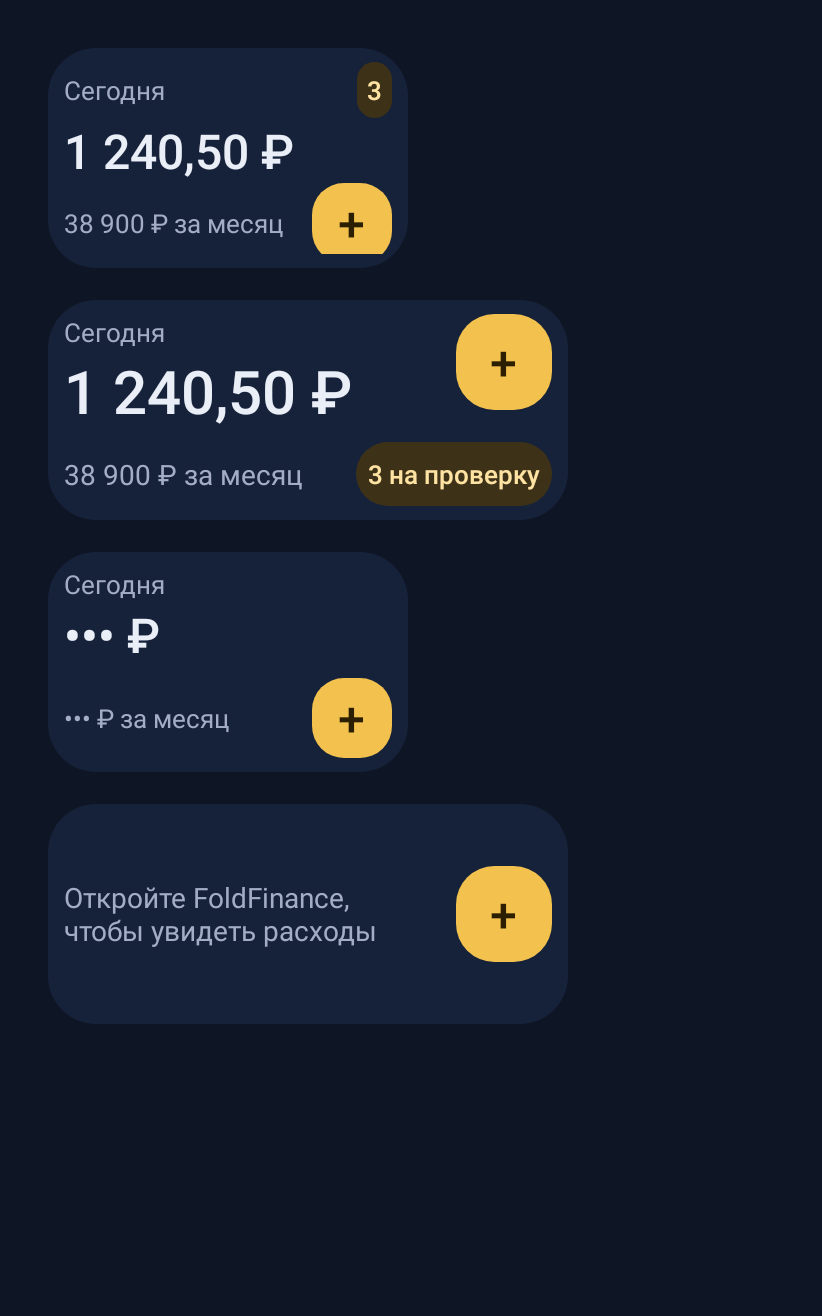 Сегодня 3
1 240,50 ₽
38 900 ₽ за месяц +
Сегодня +
1 240,50 ₽
38 900 ₽ за месяц 3 на проверку
Сегодня
••• ₽
••• ₽ за месяц +
Откройте FoldFinance,
чтобы увидеть расходы +